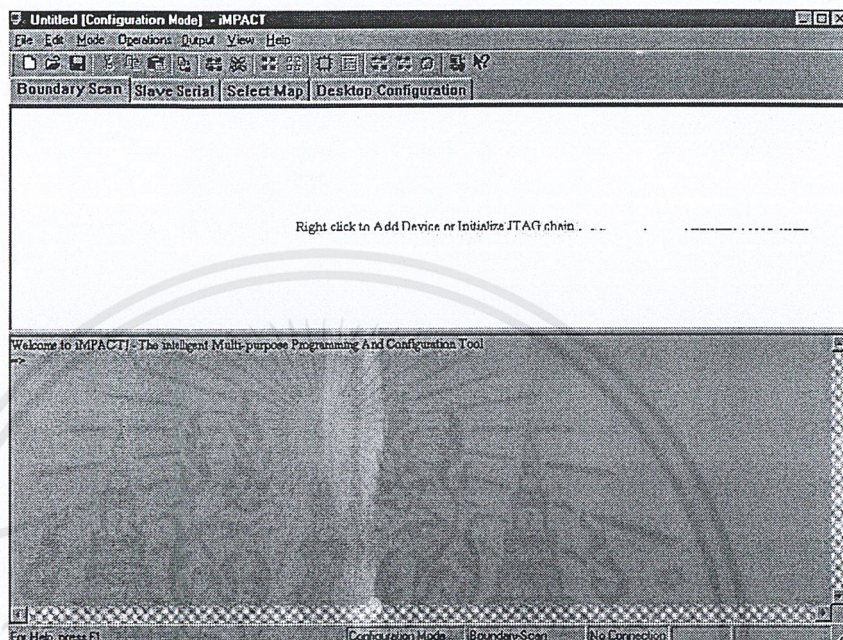 Untitled [Configuration Mode] - iMPACT
File Edit Mode Operations Output View Help
Boundary Scan Slave Serial Select Map Desktop Configuration
Right click to Add Device or Initialize JTAG chain
Welcome to iMPACT! - The intelligent Multi-purpose Programming And Configuration Tool
=>
For Help, press F1 Configuration Mode Boundary-Scan No Connection